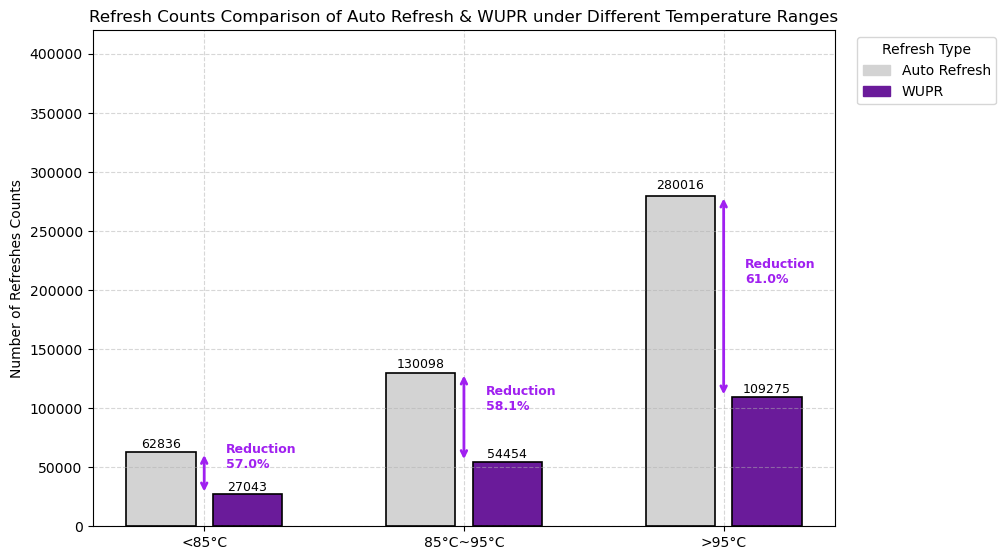 Refresh Counts Comparison of Auto Refresh & WUPR under Different Temperature Ranges
Refresh Type
Auto Refresh
WUPR
Number of Refreshes Counts
400000
350000
300000
250000
200000
150000
100000
50000
0
62836
27043
Reduction
57.0%
130098
54454
Reduction
58.1%
280016
109275
Reduction
61.0%
<85°C
85°C~95°C
>95°C